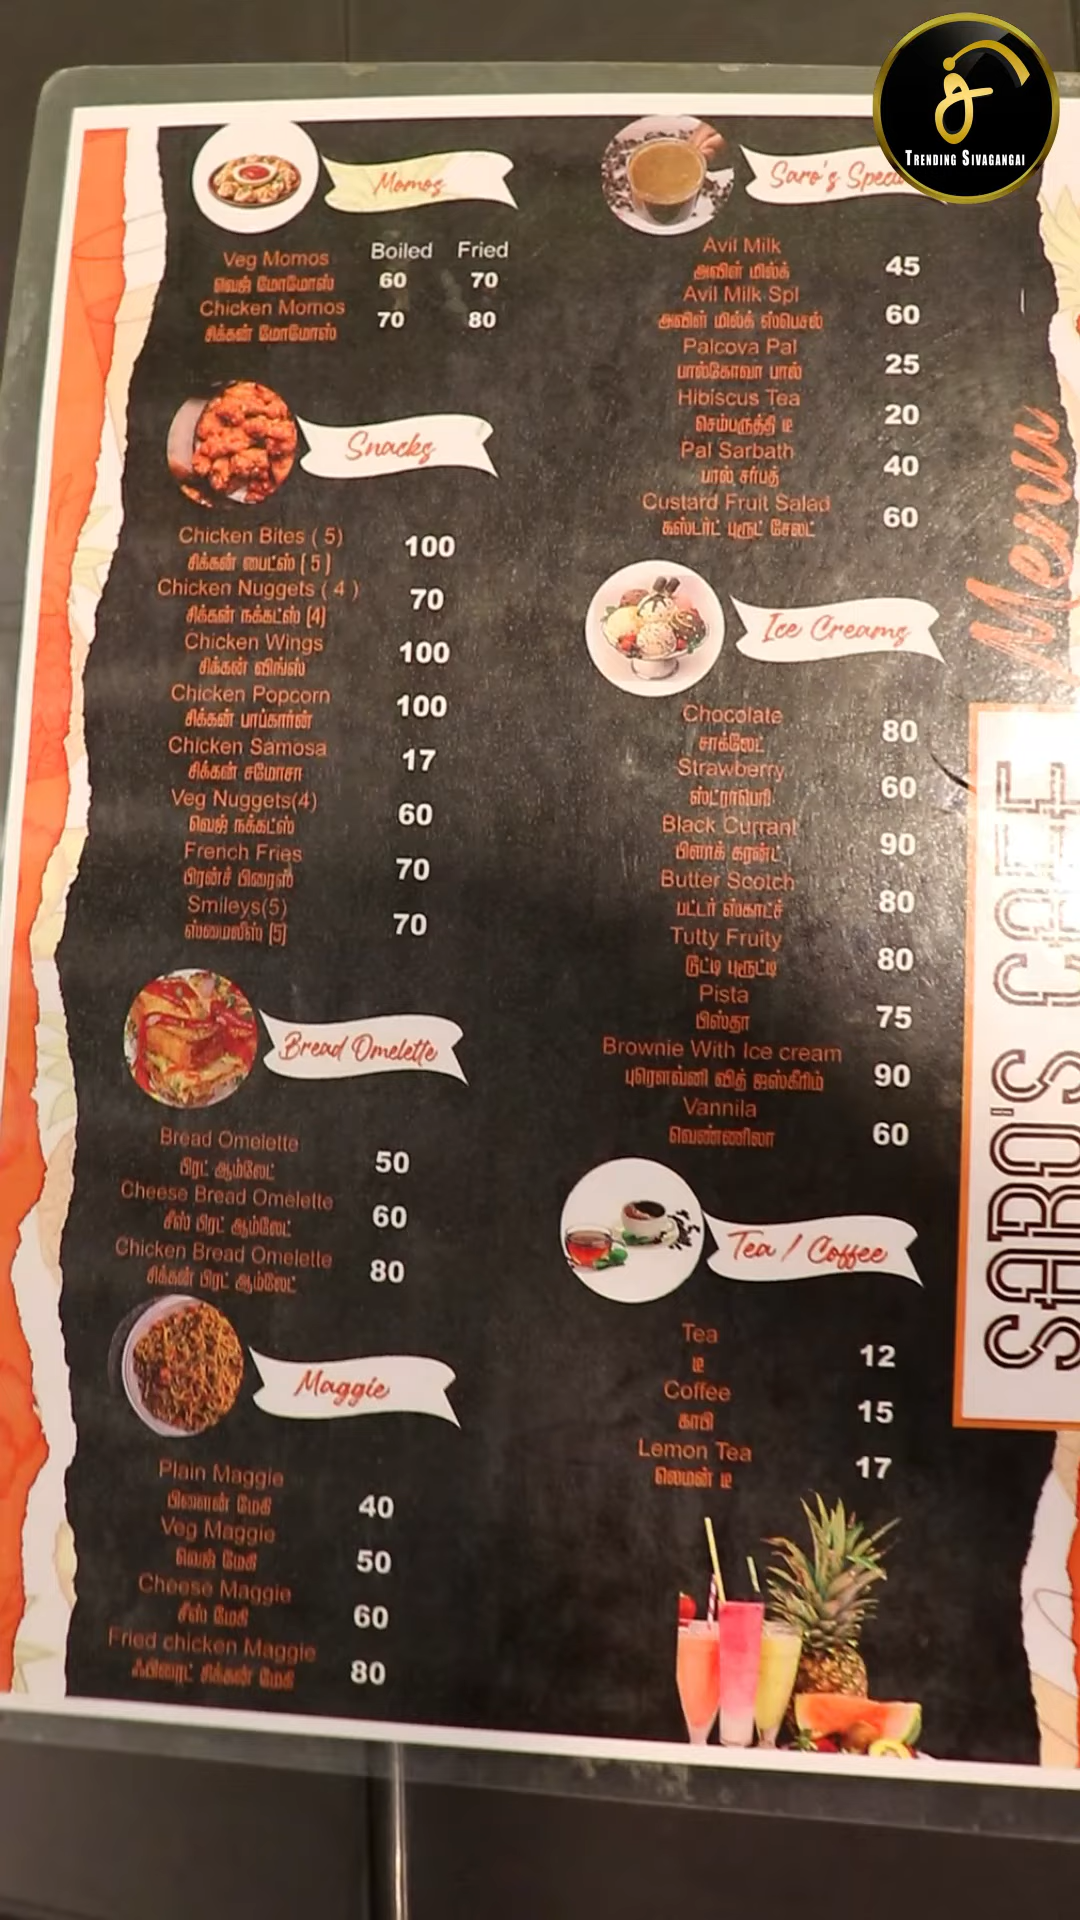 TRENDING SIVAGANGAI
Momos
Boiled Fried
Veg Momos
வெஜ் மோமோஸ் 60 70
Chicken Momos
சிக்கன் மோமோஸ் 70 80
Snacks
Chicken Bites ( 5)
சிக்கன் பைட்ஸ் [ 5 ] 100
Chicken Nuggets ( 4 )
சிக்கன் நக்கட்ஸ் [4] 70
Chicken Wings
சிக்கன் விங்ஸ் 100
Chicken Popcorn
சிக்கன் பாப்கார்ன் 100
Chicken Samosa
சிக்கன் சமோசா 17
Veg Nuggets(4)
வெஜ் நக்கட்ஸ் 60
French Fries
பிரன்ச் பிரைஸ் 70
Smileys(5)
ஸ்மைலீஸ் [5] 70
Bread Omelette
Bread Omelette
பிரட் ஆம்லேட் 50
Cheese Bread Omelette
சீஸ் பிரட் ஆம்லேட் 60
Chicken Bread Omelette
சிக்கன் பிரட் ஆம்லேட் 80
Maggie
Plain Maggie
பிளைன் மேகி 40
Veg Maggie
வெஜ் மேகி 50
Cheese Maggie
சீஸ் மேகி 60
Fried chicken Maggie
ஃபிரைட் சிக்கன் மேகி 80
Saro's
Avil Milk
அவிள் மில்க் 45
Avil Milk Spl
அவிள் மில்க் ஸ்பெசல் 60
Palcova Pal
பால்கோவா பால் 25
Hibiscus Tea
செம்பருத்தி டீ 20
Pal Sarbath
பால் சர்பத் 40
Custard Fruit Salad
கஸ்டர்ட் புரூட் சேலட் 60
Ice Creams
Chocolate
சாக்லேட் 80
Strawberry
ஸ்ட்ராபெரி 60
Black Currant
பிளாக் கரண்ட் 90
Butter Scotch
பட்டர் ஸ்காட்ச் 80
Tutty Fruity
டூட்டி புரூட்டி 80
Pista
பிஸ்தா 75
Brownie With Ice cream
புரௌவ்னி வித் ஐஸ்கீரிம் 90
Vannila
வெண்ணிலா 60
Tea / Coffee
Tea
டீ 12
Coffee
காபி 15
Lemon Tea
லெமன் டீ 17
Menu
SARO'S CAFE